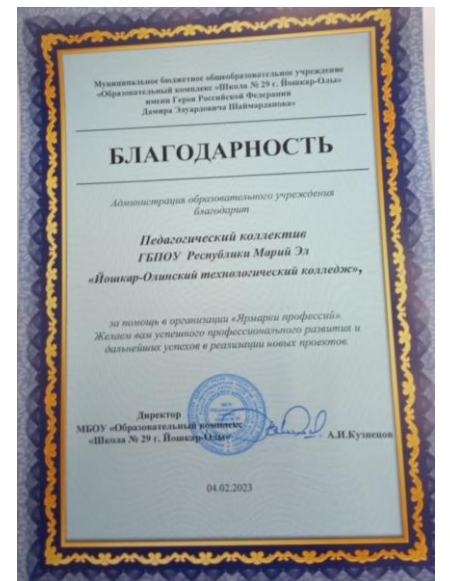 Муниципальное бюджетное общеобразовательное учреждение
«Образовательный комплекс «Школа № 29 г. Йошкар-Олы»
имени Героя Российской Федерации
Дамира Эдуардовича Шаймарданова»
БЛАГОДАРНОСТЬ
Администрация образовательного учреждения
благодарит
Педагогический коллектив
ГБПОУ Республики Марий Эл
«Йошкар-Олинский технологический колледж»,
за помощь в организации «Ярмарки профессий».
Желаем вам успешного профессионального развития и
дальнейших успехов в реализации новых проектов.
Директор
МБОУ «Образовательный комплекс
«Школа № 29 г. Йошкар-Олы»
А.И.Кузнецов
04.02.2023